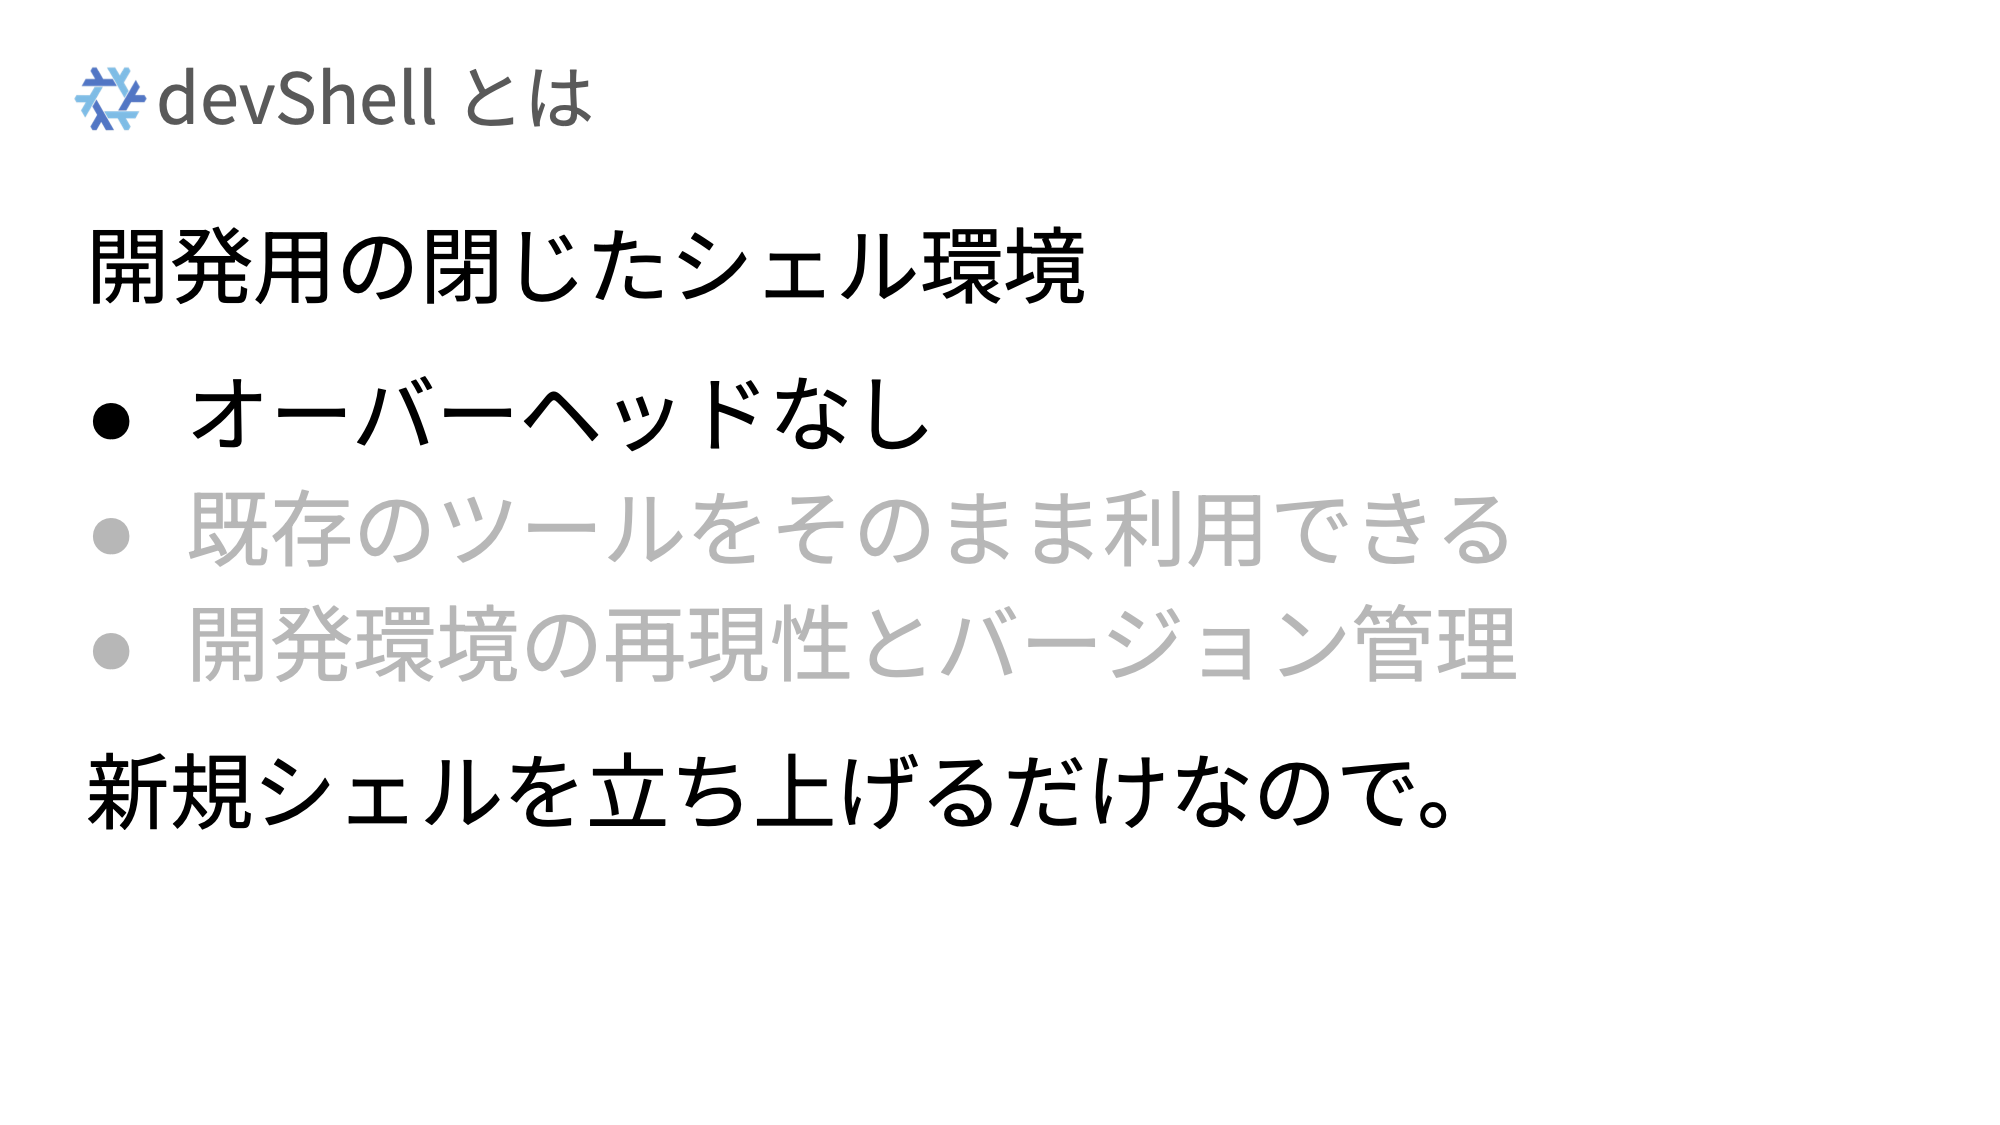 devShell とは
開発用の閉じたシェル環境
● オーバーヘッドなし
● 既存のツールをそのまま利用できる
● 開発環境の再現性とバージョン管理
新規シェルを立ち上げるだけなので。